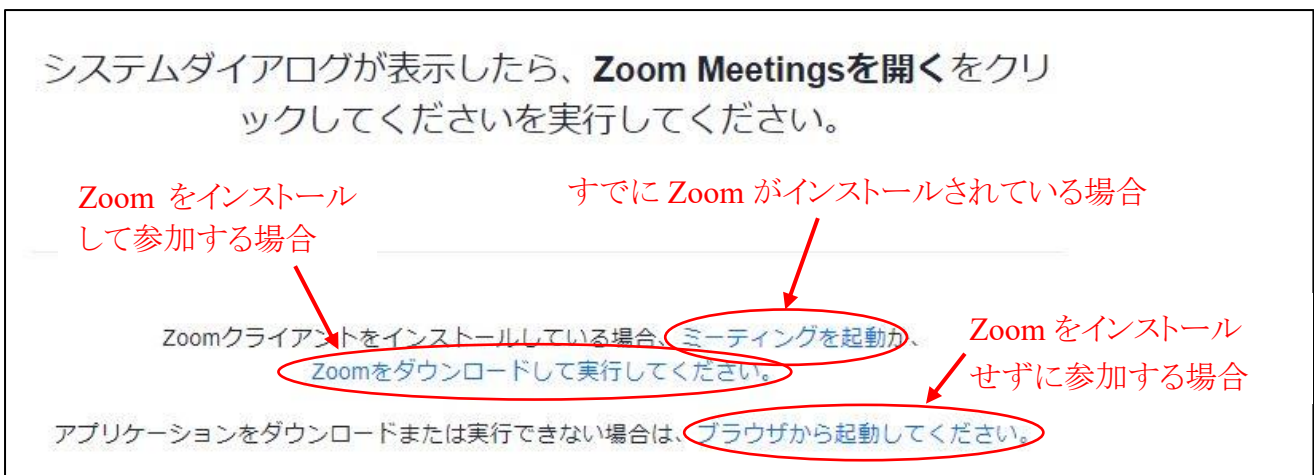 システムダイアログが表示したら、Zoom Meetingsを開くをクリ
ックしてくださいを実行してください。
Zoom をインストール
して参加する場合
すでに Zoom がインストールされている場合
Zoomクライアントをインストールしている場合、ミーティングを起動か、
Zoomをダウンロードして実行してください。
Zoom をインストール
せずに参加する場合
アプリケーションをダウンロードまたは実行できない場合は、ブラウザから起動してください。